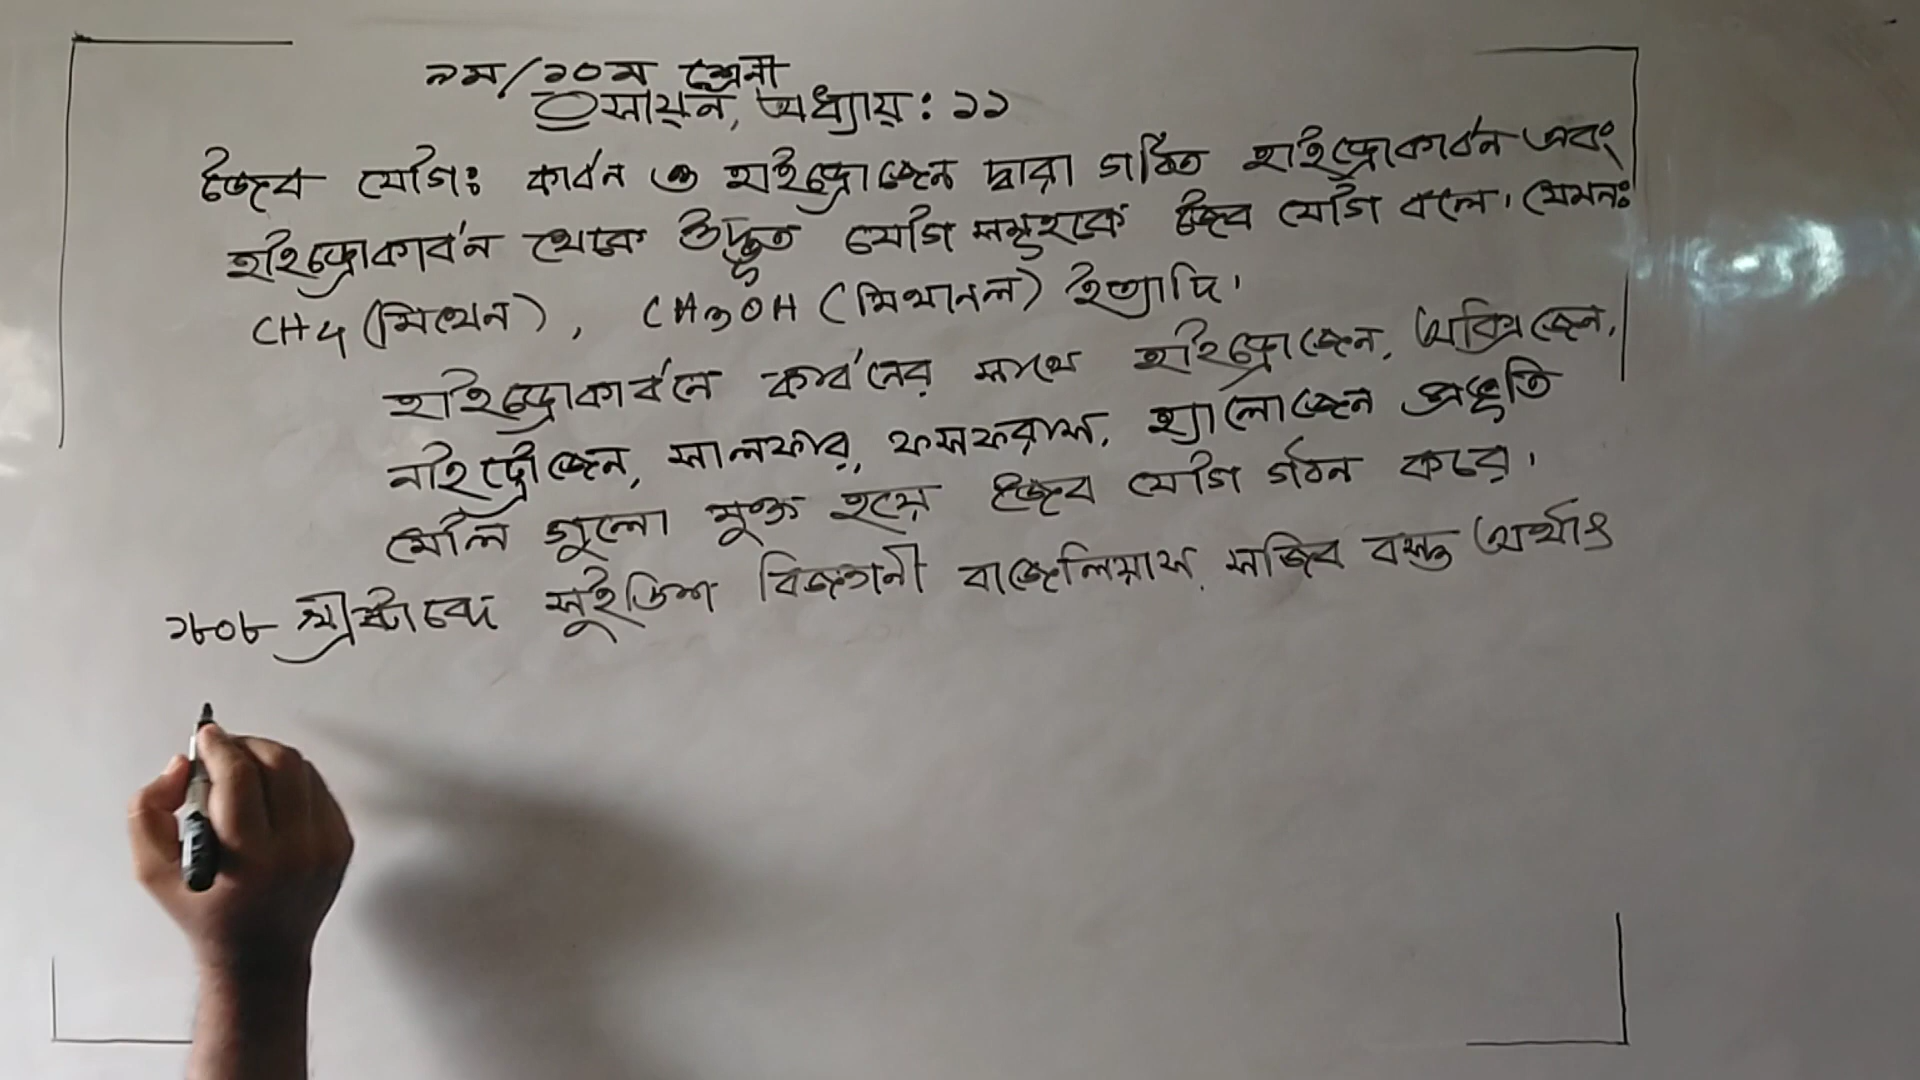 ৯ম/১০ম শ্রেনী
রসায়ন, অধ্যায় : ১১
জৈব যৌগঃ কার্বন ও হাইড্রোজেন দ্বারা গঠিত হাইড্রোকার্বন এবং
হাইড্রোকার্বন থেকে উদ্ভূত যৌগ সমূহকে জৈব যৌগ বলে। যেমনঃ
CH4 (মিথেন), CH3OH (মিথানল) ইত্যাদি।
হাইড্রোকার্বনে কার্বনের সাথে হাইড্রোজেন, অক্সিজেন,
নাইট্রোজেন, সালফার, ফসফরাস, হ্যালোজেন প্রভৃতি
মৌল গুলো যুক্ত হয়ে জৈব যৌগ গঠন করে।
১৮০৮ খ্রীষ্টাব্দে সুইডিশ বিজ্ঞানী বার্জেলিয়াস সজিব বস্তু অর্থাৎ